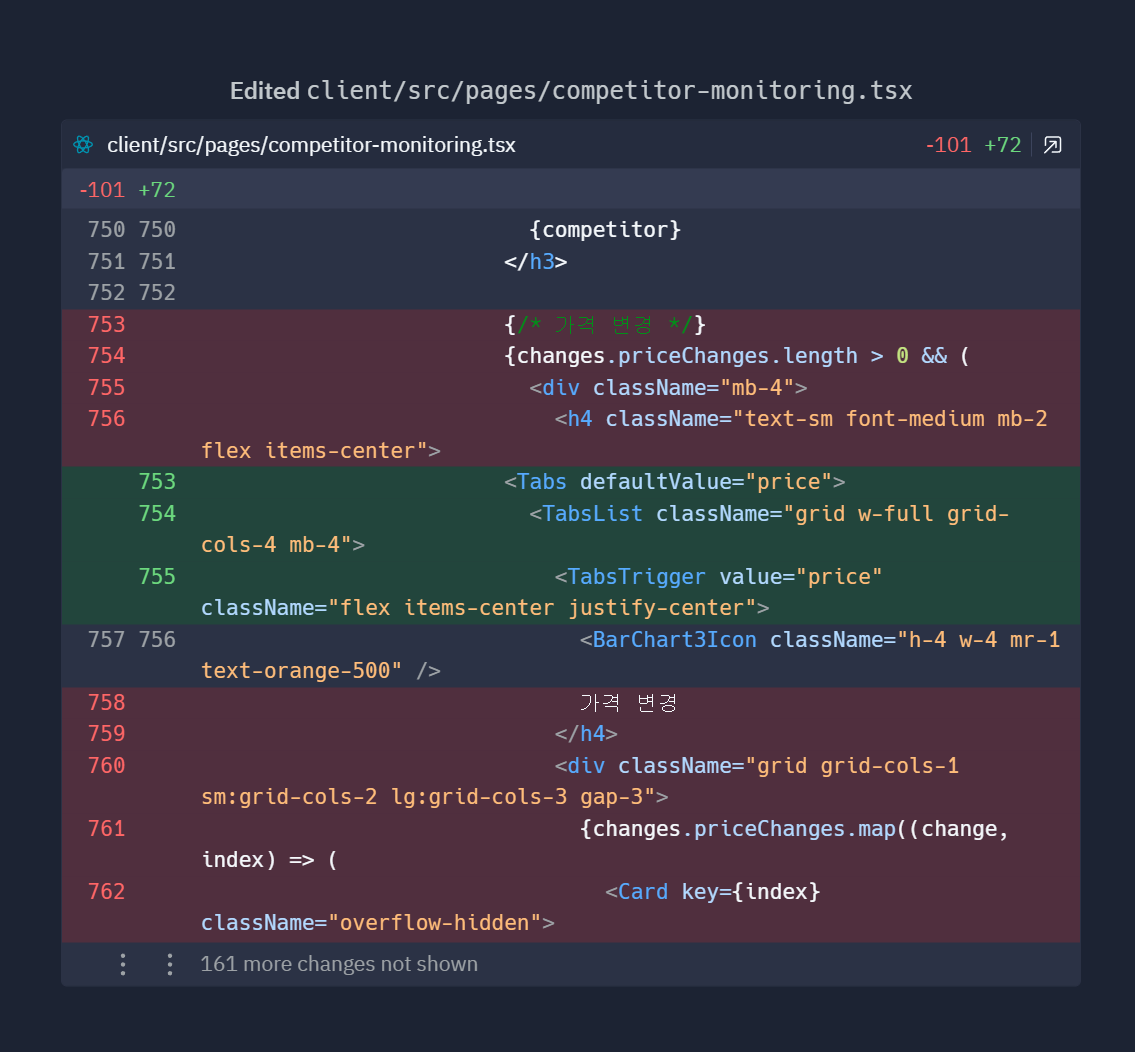 Edited client/src/pages/competitor-monitoring.tsx
client/src/pages/competitor-monitoring.tsx -101 +72
-101 +72
750 750 {competitor}
751 751 </h3>
752 752
753 {/* 가격 변경 */}
754 {changes.priceChanges.length > 0 && (
755 <div className="mb-4">
756 <h4 className="text-sm font-medium mb-2
flex items-center">
753 <Tabs defaultValue="price">
754 <TabsList className="grid w-full grid-
cols-4 mb-4">
755 <TabsTrigger value="price"
className="flex items-center justify-center">
757 756 <BarChart3Icon className="h-4 w-4 mr-1
text-orange-500" />
758 가격 변경
759 </h4>
760 <div className="grid grid-cols-1
sm:grid-cols-2 lg:grid-cols-3 gap-3">
761 {changes.priceChanges.map((change,
index) => (
762 <Card key={index}
className="overflow-hidden">
161 more changes not shown